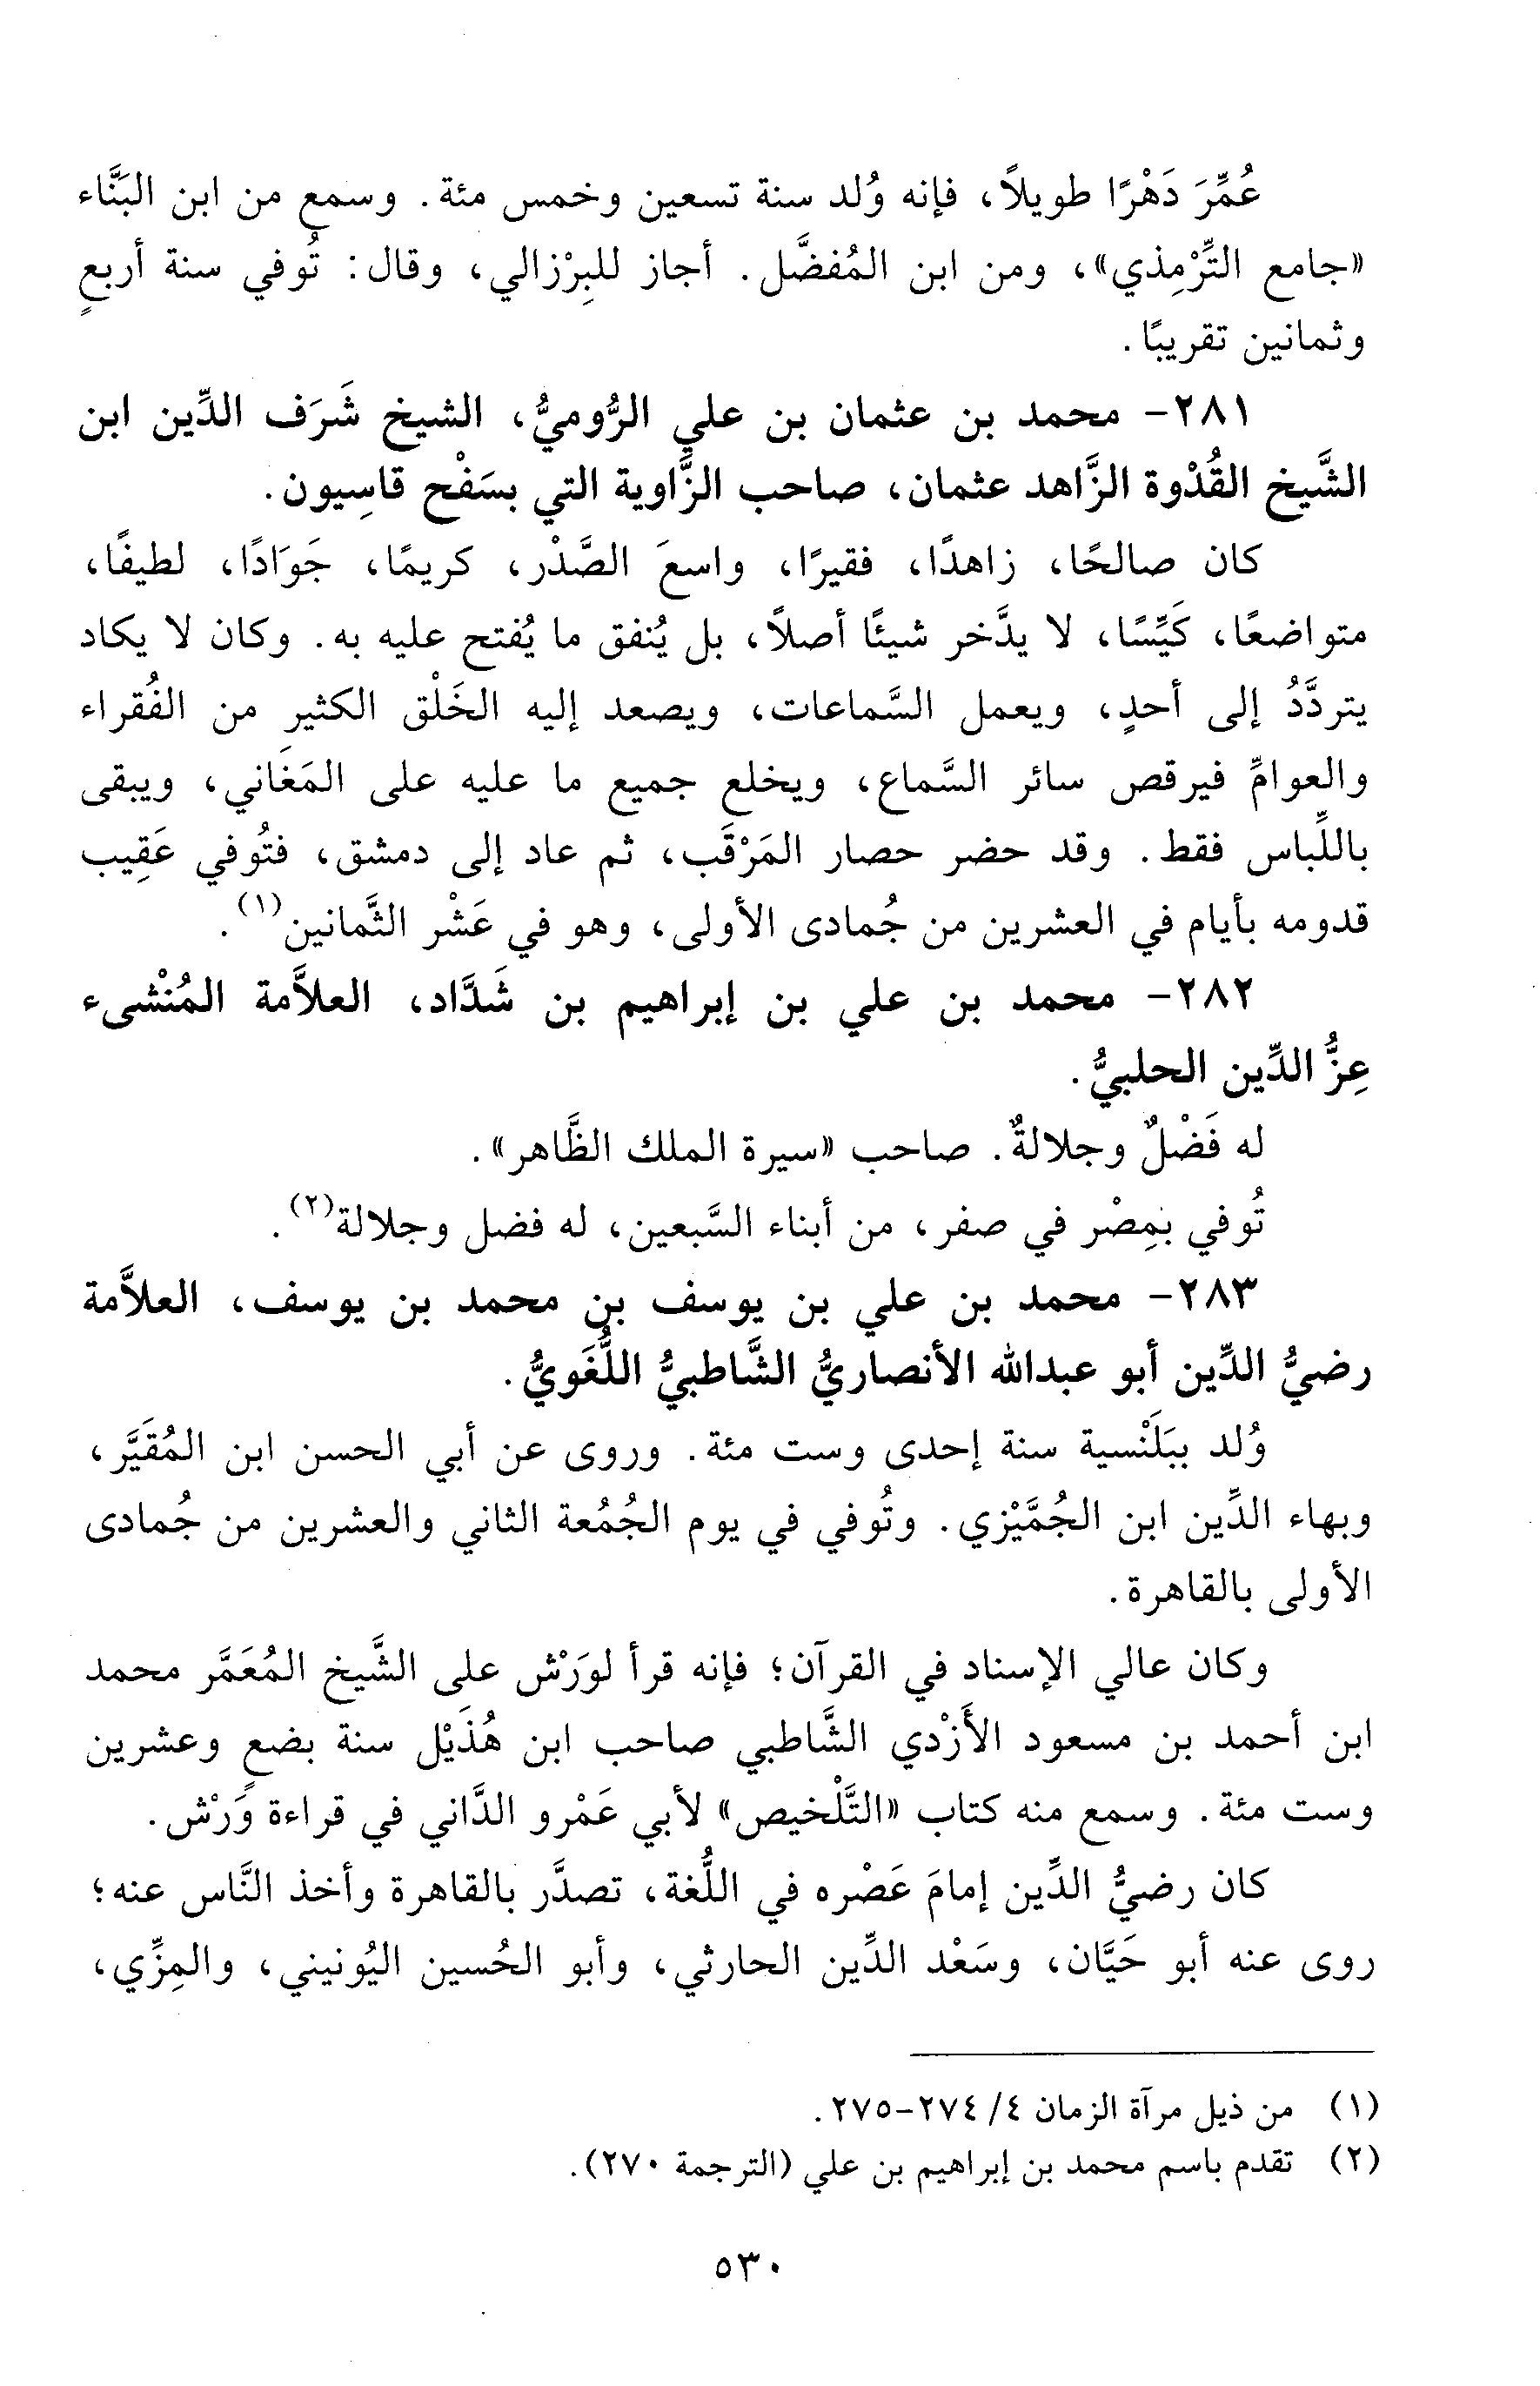 عُمِّرَ دَهْرًا طويلاً، فإنه وُلد سنة تسعين وخمس مئة. وسمع من ابن البَنَّاء
«جامع التِّرْمِذي»، ومن ابن المُفضَّل. أجاز للبِرْزالي، وقال: تُوفي سنة أربعٍ
وثمانين تقريبًا.
٢٨١- محمد بن عثمان بن علي الرُّوميُّ، الشيخ شَرَف الدِّين ابن
الشَّيخ القُدْوة الزَّاهد عثمان، صاحب الزَّاوية التي بسَفْح قاسِيون.
كان صالحًا، زاهدًا، فقيرًا، واسعَ الصَّدْر، كريمًا، جَوَادًا، لطيفًا،
متواضعًا، كَيِّسًا، لا يدَّخر شيئًا أصلاً، بل يُنفق ما يُفتح عليه به. وكان لا يكاد
يتردَّدُ إلى أحدٍ، ويعمل السَّماعات، ويصعد إليه الخَلْق الكثير من الفُقراء
والعوامِّ فيرقص سائر السَّماع، ويخلع جميع ما عليه على المَغَاني، ويبقى
باللِّباس فقط. وقد حضر حصار المَرْقَب، ثم عاد إلى دمشق، فتُوفي عَقِيب
قدومه بأيام في العشرين من جُمادى الأولى، وهو في عَشْر الثَّمانين(١).
٢٨٢- محمد بن علي بن إبراهيم بن شَدَّاد، العلاَّمة المُنْشىء
عِزُّ الدِّين الحلبيُّ.
له فَضْلٌ وجلالةٌ. صاحب «سيرة الملك الظَّاهر».
تُوفي بمِصْر في صفر، من أبناء السَّبعين، له فضل وجلالة(٢).
٢٨٣- محمد بن علي بن يوسف بن محمد بن يوسف، العلاَّمة
رضيُّ الدِّين أبو عبدالله الأنصاريُّ الشَّاطبيُّ اللُّغَويُّ.
وُلد ببَلَنْسية سنة إحدى وست مئة. وروى عن أبي الحسن ابن المُقَيَّر،
وبهاء الدِّين ابن الجُمَّيْزي. وتُوفي في يوم الجُمُعة الثاني والعشرين من جُمادى
الأولى بالقاهرة.
وكان عالي الإسناد في القرآن؛ فإنه قرأ لوَرْش على الشَّيخ المُعَمَّر محمد
ابن أحمد بن مسعود الأَزْدي الشَّاطبي صاحب ابن هُذَيْل سنة بضعٍ وعشرين
وست مئة. وسمع منه كتاب «التَّلْخيص» لأبي عَمْرو الدَّاني في قراءة وَرْش.
كان رضيُّ الدِّين إمامَ عَصْره في اللُّغة، تصدَّر بالقاهرة وأخذ النَّاس عنه؛
روى عنه أبو حَيَّان، وسَعْد الدِّين الحارثي، وأبو الحُسين اليُونيني، والمِزِّي،
(١) من ذيل مرآة الزمان ٤/ ٢٧٤-٢٧٥.
(٢) تقدم باسم محمد بن إبراهيم بن علي (الترجمة ٢٧٠).
٥٣٠